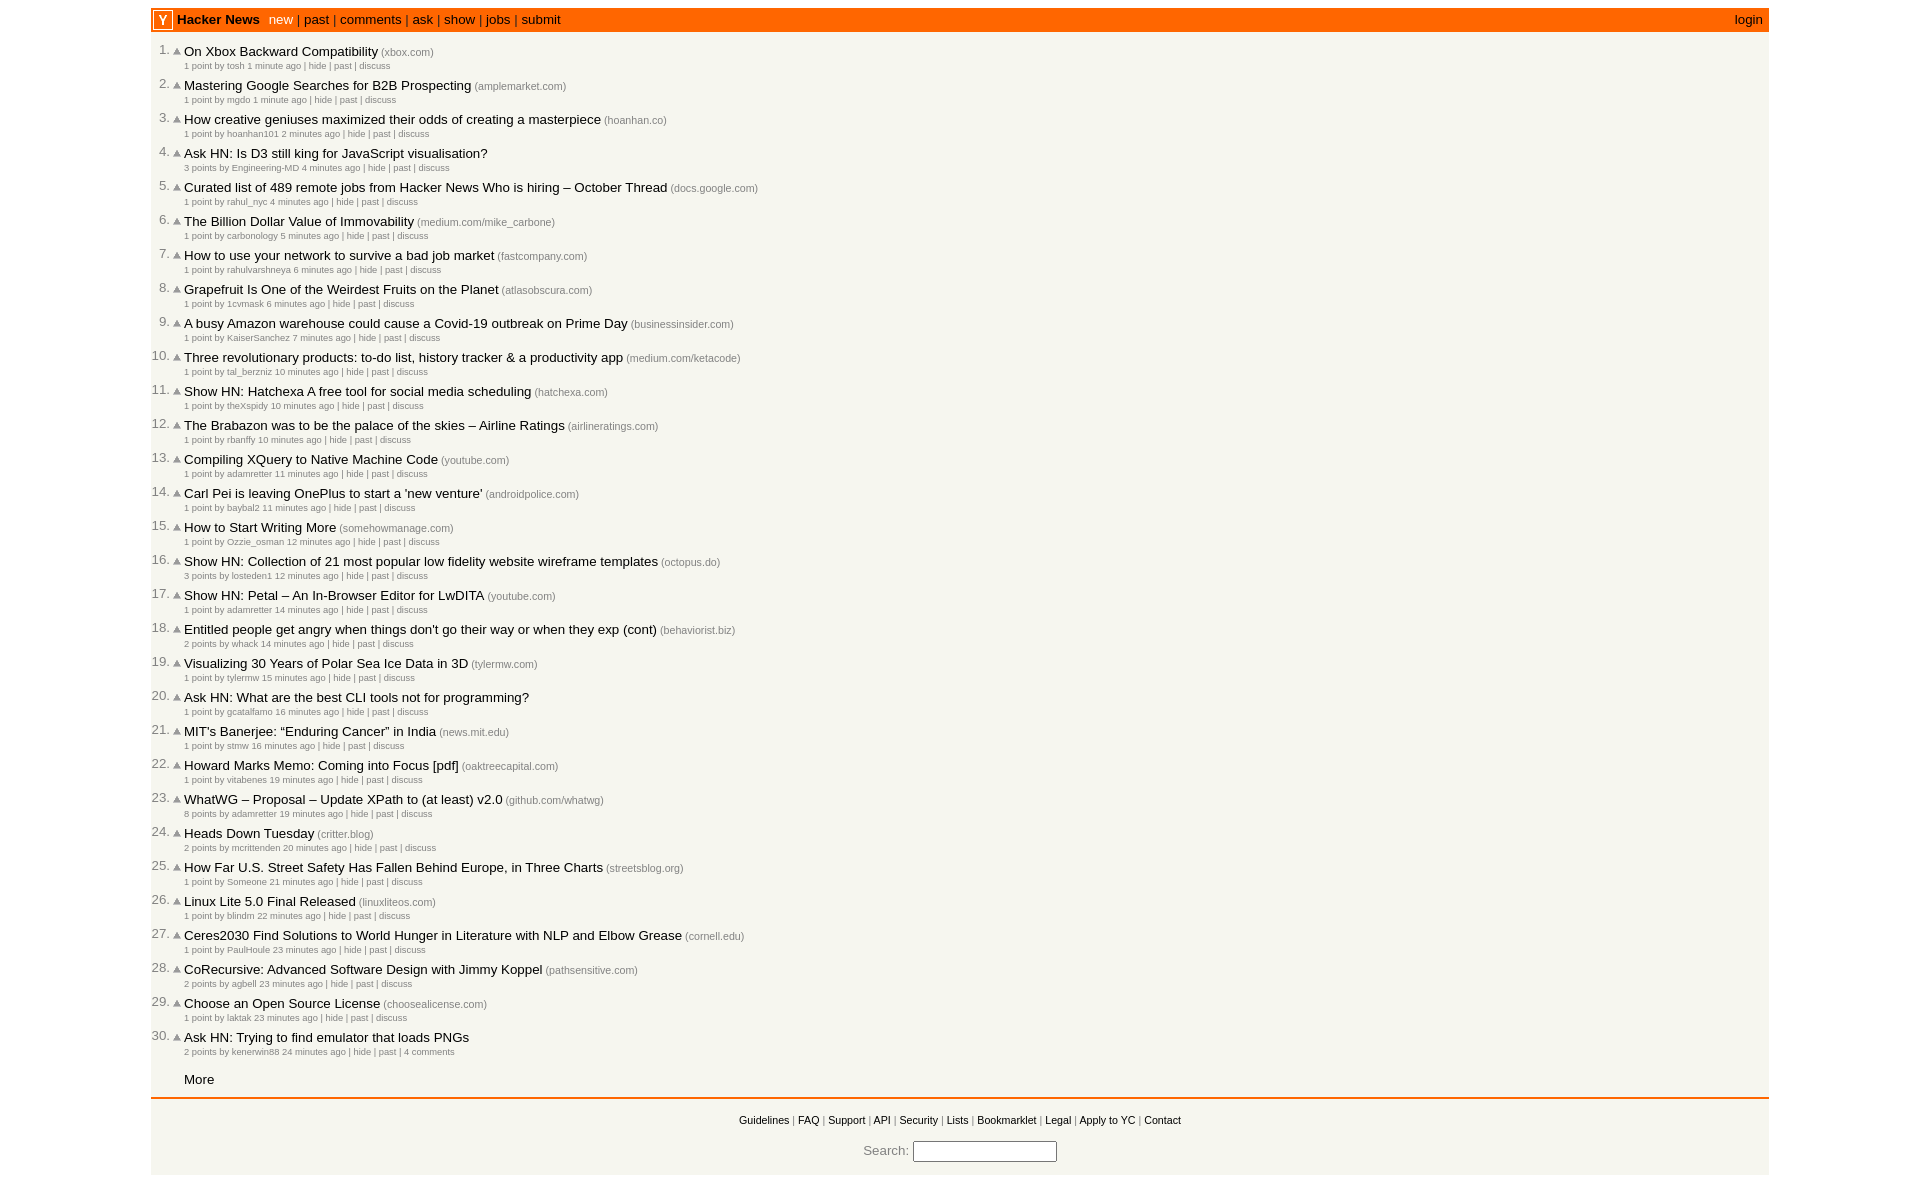 Y Hacker News new | past | comments | ask | show | jobs | submit login
1. On Xbox Backward Compatibility (xbox.com)
1 point by tosh 1 minute ago | hide | past | discuss
2. Mastering Google Searches for B2B Prospecting (amplemarket.com)
1 point by mgdo 1 minute ago | hide | past | discuss
3. How creative geniuses maximized their odds of creating a masterpiece (hoanhan.co)
1 point by hoanhan101 2 minutes ago | hide | past | discuss
4. Ask HN: Is D3 still king for JavaScript visualisation?
3 points by Engineering-MD 4 minutes ago | hide | past | discuss
5. Curated list of 489 remote jobs from Hacker News Who is hiring – October Thread (docs.google.com)
1 point by rahul_nyc 4 minutes ago | hide | past | discuss
6. The Billion Dollar Value of Immovability (medium.com/mike_carbone)
1 point by carbonology 5 minutes ago | hide | past | discuss
7. How to use your network to survive a bad job market (fastcompany.com)
1 point by rahulvarshneya 6 minutes ago | hide | past | discuss
8. Grapefruit Is One of the Weirdest Fruits on the Planet (atlasobscura.com)
1 point by 1cvmask 6 minutes ago | hide | past | discuss
9. A busy Amazon warehouse could cause a Covid-19 outbreak on Prime Day (businessinsider.com)
1 point by KaiserSanchez 7 minutes ago | hide | past | discuss
10. Three revolutionary products: to-do list, history tracker & a productivity app (medium.com/ketacode)
1 point by tal_berzniz 10 minutes ago | hide | past | discuss
11. Show HN: Hatchexa A free tool for social media scheduling (hatchexa.com)
1 point by theXspidy 10 minutes ago | hide | past | discuss
12. The Brabazon was to be the palace of the skies – Airline Ratings (airlineratings.com)
1 point by rbanffy 10 minutes ago | hide | past | discuss
13. Compiling XQuery to Native Machine Code (youtube.com)
1 point by adamretter 11 minutes ago | hide | past | discuss
14. Carl Pei is leaving OnePlus to start a 'new venture' (androidpolice.com)
1 point by baybal2 11 minutes ago | hide | past | discuss
15. How to Start Writing More (somehowmanage.com)
1 point by Ozzie_osman 12 minutes ago | hide | past | discuss
16. Show HN: Collection of 21 most popular low fidelity website wireframe templates (octopus.do)
3 points by losteden1 12 minutes ago | hide | past | discuss
17. Show HN: Petal – An In-Browser Editor for LwDITA (youtube.com)
1 point by adamretter 14 minutes ago | hide | past | discuss
18. Entitled people get angry when things don't go their way or when they exp (cont) (behaviorist.biz)
2 points by whack 14 minutes ago | hide | past | discuss
19. Visualizing 30 Years of Polar Sea Ice Data in 3D (tylermw.com)
1 point by tylermw 15 minutes ago | hide | past | discuss
20. Ask HN: What are the best CLI tools not for programming?
1 point by gcatalfamo 16 minutes ago | hide | past | discuss
21. MIT's Banerjee: “Enduring Cancer” in India (news.mit.edu)
1 point by stmw 16 minutes ago | hide | past | discuss
22. Howard Marks Memo: Coming into Focus [pdf] (oaktreecapital.com)
1 point by vitabenes 19 minutes ago | hide | past | discuss
23. WhatWG – Proposal – Update XPath to (at least) v2.0 (github.com/whatwg)
8 points by adamretter 19 minutes ago | hide | past | discuss
24. Heads Down Tuesday (critter.blog)
2 points by mcrittenden 20 minutes ago | hide | past | discuss
25. How Far U.S. Street Safety Has Fallen Behind Europe, in Three Charts (streetsblog.org)
1 point by Someone 21 minutes ago | hide | past | discuss
26. Linux Lite 5.0 Final Released (linuxliteos.com)
1 point by blindm 22 minutes ago | hide | past | discuss
27. Ceres2030 Find Solutions to World Hunger in Literature with NLP and Elbow Grease (cornell.edu)
1 point by PaulHoule 23 minutes ago | hide | past | discuss
28. CoRecursive: Advanced Software Design with Jimmy Koppel (pathsensitive.com)
2 points by agbell 23 minutes ago | hide | past | discuss
29. Choose an Open Source License (choosealicense.com)
1 point by laktak 23 minutes ago | hide | past | discuss
30. Ask HN: Trying to find emulator that loads PNGs
2 points by kenerwin88 24 minutes ago | hide | past | 4 comments
More
Guidelines | FAQ | Support | API | Security | Lists | Bookmarklet | Legal | Apply to YC | Contact
Search: